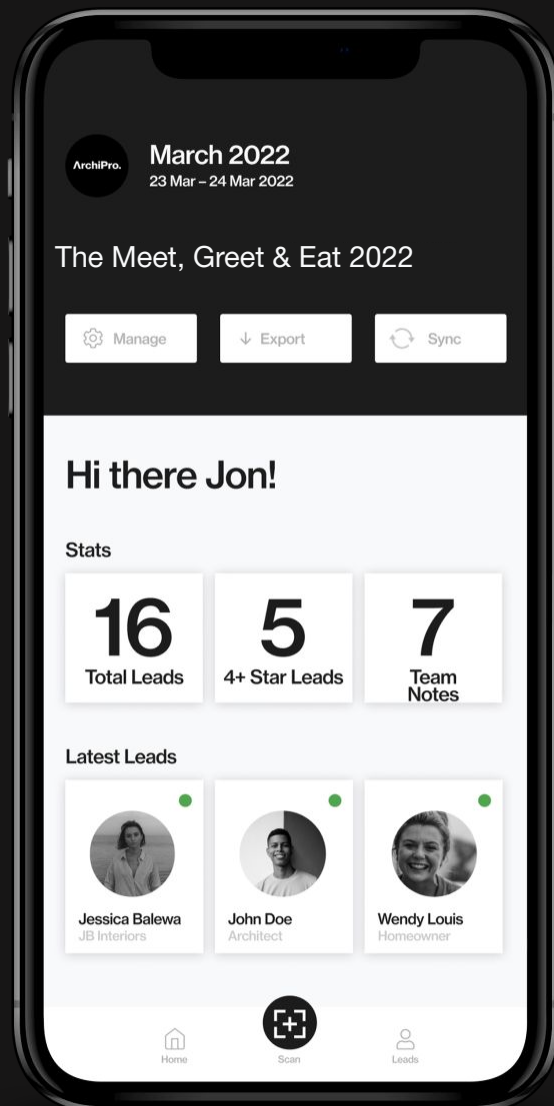 ArchiPro.
March 2022
23 Mar – 24 Mar 2022
The Meet, Greet & Eat 2022
Manage
Export
Sync
Hi there Jon!
Stats
16
Total Leads
5
4+ Star Leads
7
Team
Notes
Latest Leads
Jessica Balewa
JB Interiors
John Doe
Architect
Wendy Louis
Homeowner
Home
Scan
Leads